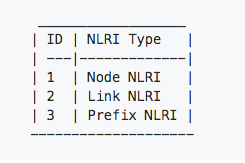 | ID | NLRI Type |
| ---|-------------|
| 1 | Node NLRI |
| 2 | Link NLRI |
| 3 | Prefix NLRI |